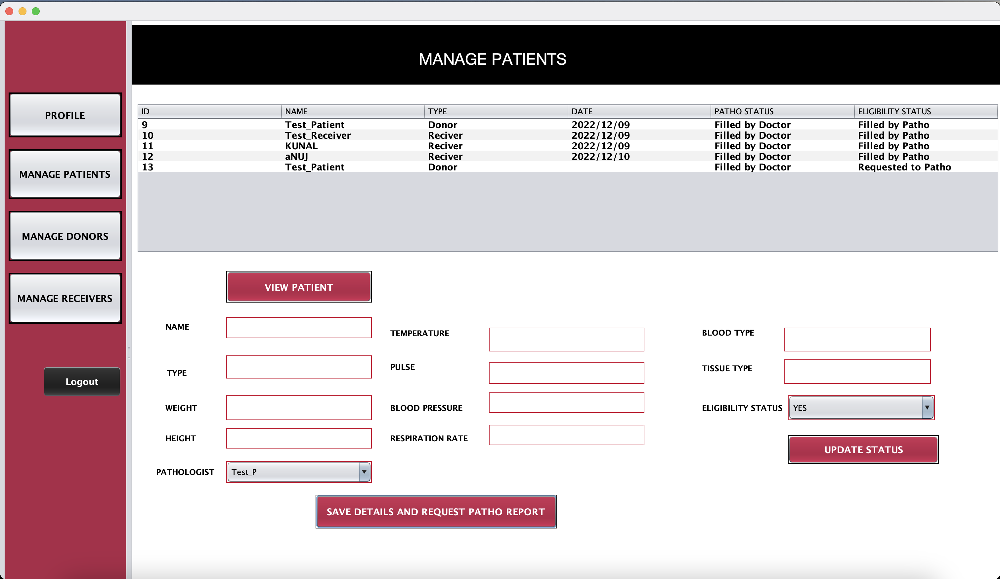 MANAGE PATIENTS
PROFILE
MANAGE PATIENTS
MANAGE DONORS
MANAGE RECEIVERS
Logout
ID NAME TYPE DATE PATHO STATUS ELIGIBILITY STATUS
9 Test_Patient Donor 2022/12/09 Filled by Doctor Filled by Patho
10 Test_Receiver Reciver 2022/12/09 Filled by Doctor Filled by Patho
11 KUNAL Reciver 2022/12/09 Filled by Doctor Filled by Patho
12 aNUJ Reciver 2022/12/10 Filled by Doctor Filled by Patho
13 Test_Patient Donor Filled by Doctor Requested to Patho
VIEW PATIENT
NAME
TEMPERATURE
BLOOD TYPE
TYPE
PULSE
TISSUE TYPE
WEIGHT
BLOOD PRESSURE
ELIGIBILITY STATUS YES
HEIGHT
RESPIRATION RATE
UPDATE STATUS
PATHOLOGIST Test_P
SAVE DETAILS AND REQUEST PATHO REPORT